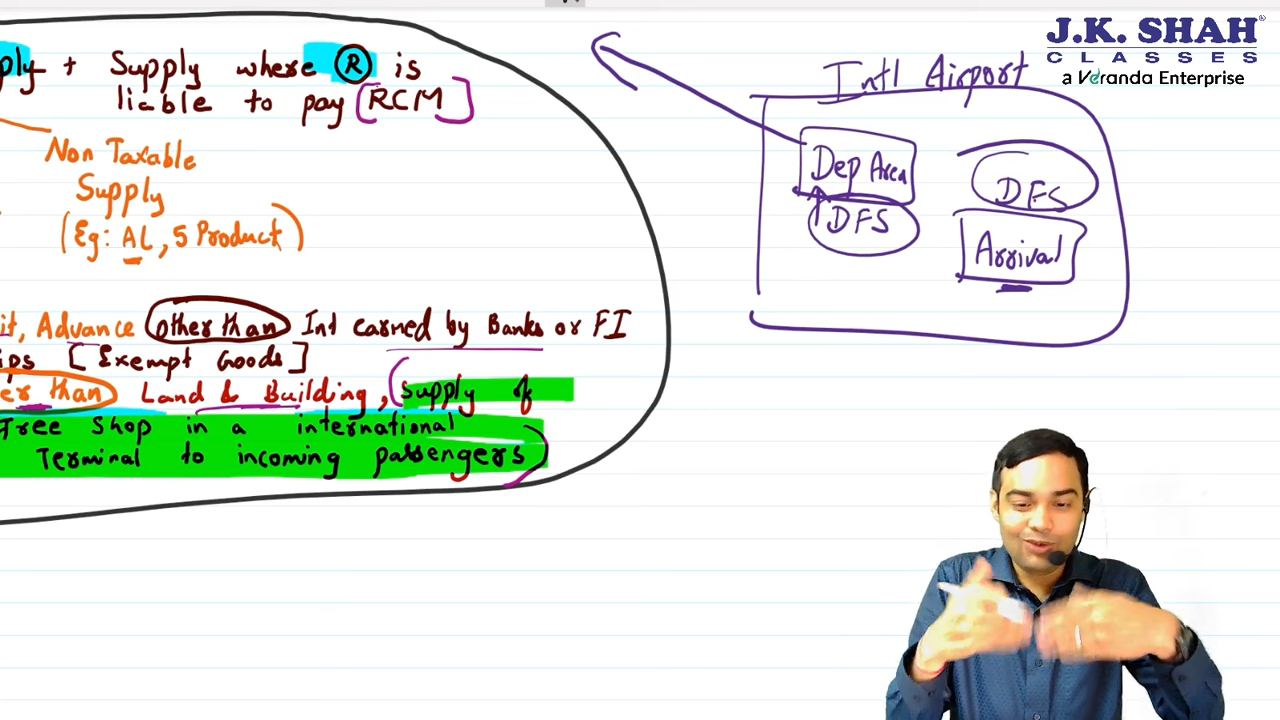 ply + Supply where Ⓡ is
liable to pay [RCM]
Non Taxable
Supply
(Eg: AL, 5 Product)
it, Advance other than Int earned by Banks or FI
ips [Exempt Goods]
er than Land & Building, (Supply of
Free Shop in a international
Terminal to incoming passengers)
Int'l Airport
Dep Area
DFS
DFS
Arrival
J.K. SHAH®
CLASSES
a Veranda Enterprise